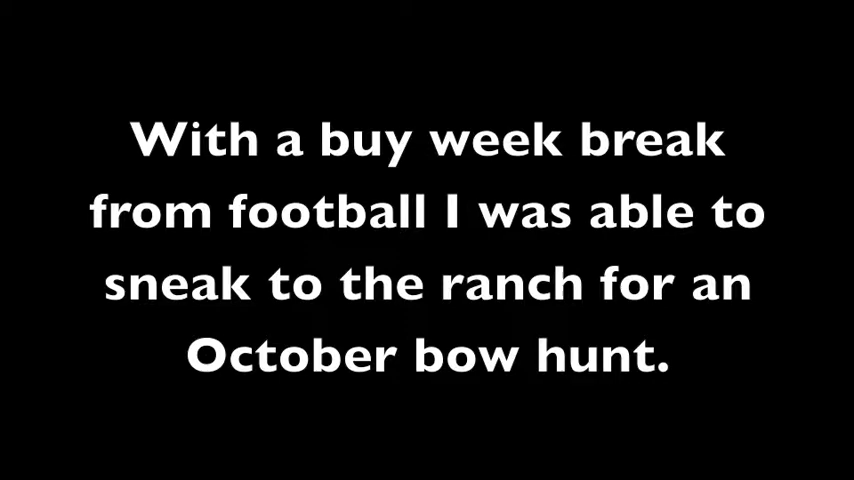 With a buy week break
from football I was able to
sneak to the ranch for an
October bow hunt.